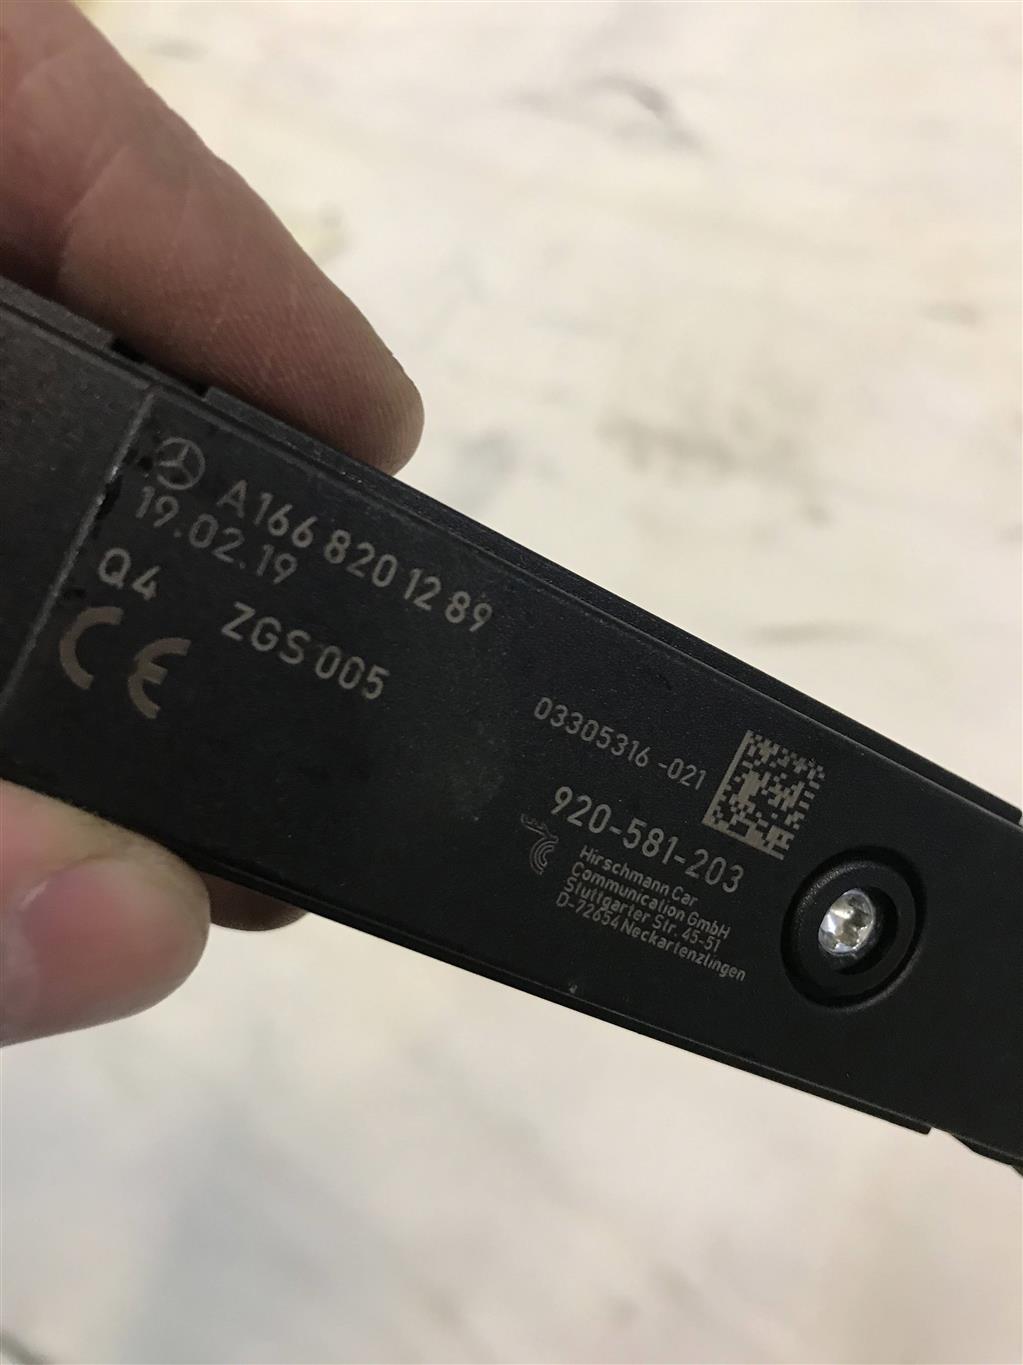 A166 820 12 89
19.02.19
Q4 ZGS 005
CE
03305316 -021
920-581-203
Hirschmann Car
Communication GmbH
Stuttgarter Str. 45-51
D-72654 Neckartenzlingen